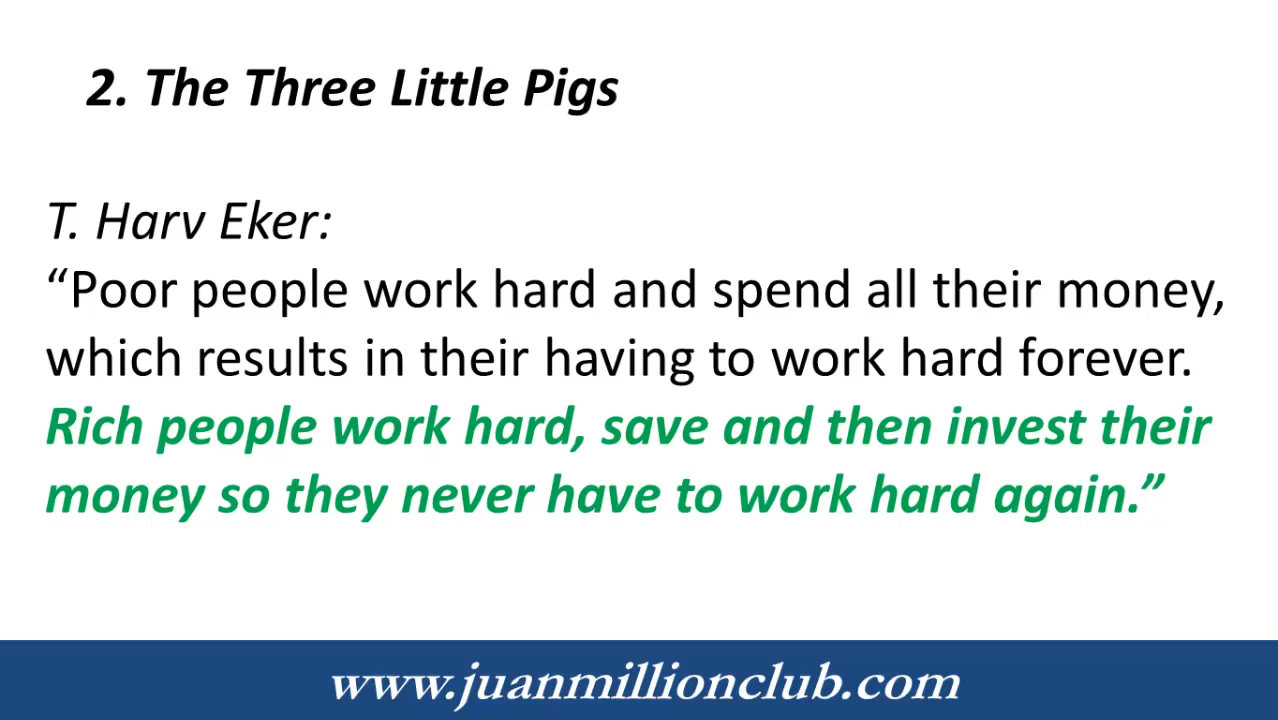 2. The Three Little Pigs
T. Harv Eker:
“Poor people work hard and spend all their money,
which results in their having to work hard forever.
Rich people work hard, save and then invest their
money so they never have to work hard again.”
www.juanmillionclub.com